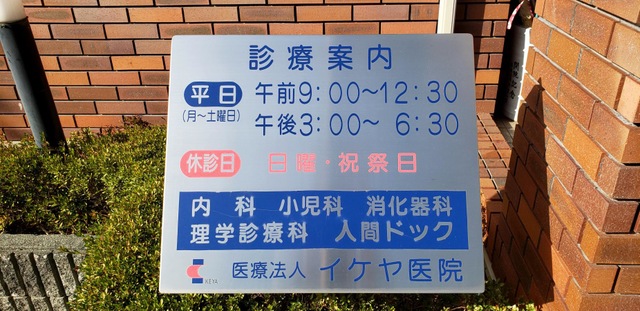 診療案内
平日 午前9:00〜12:30
(月〜土曜日) 午後3:00〜 6:30
休診日 日曜・祝祭日
内科 小児科 消化器科
理学診療科 人間ドック
医療法人 イケヤ医院